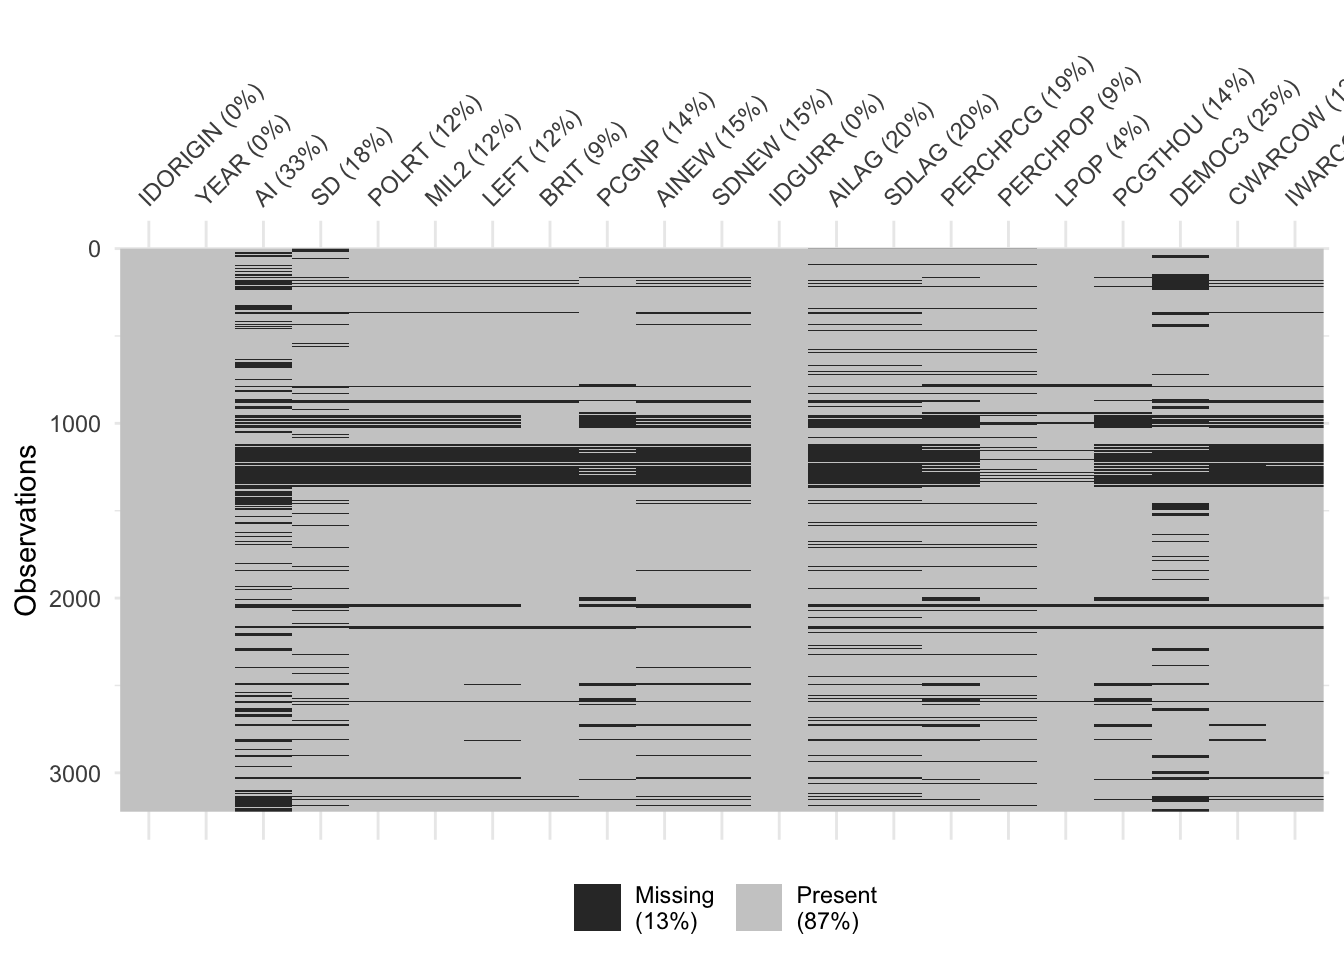 IDORIGIN (0%)
YEAR (0%)
AI (33%)
SD (18%)
POLRT (12%)
MIL2 (12%)
LEFT (12%)
BRIT (9%)
PCGNP (14%)
AINEW (15%)
SDNEW (15%)
IDGURR (0%)
AILAG (20%)
SDLAG (20%)
PERCHPCG (19%)
PERCHPOP (9%)
LPOP (4%)
PCGTHOU (14%)
DEMOC3 (25%)
CWARCOW
Observations
0
1000
2000
3000
Missing
(13%)
Present
(87%)